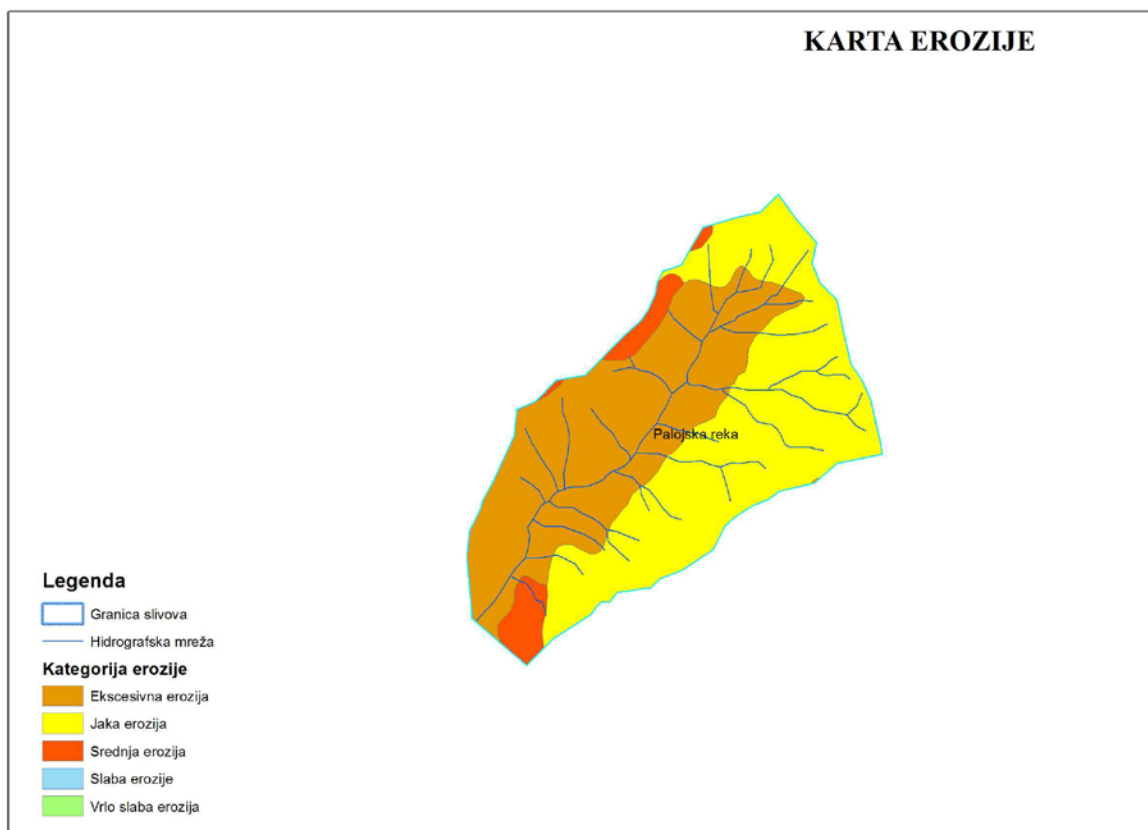 KARTA EROZIJE
Palojska reka
Legenda
Granica slivova
Hidrografska mreža
Kategorija erozije
Ekscesivna erozija
Jaka erozija
Srednja erozija
Slaba erozije
Vrlo slaba erozija